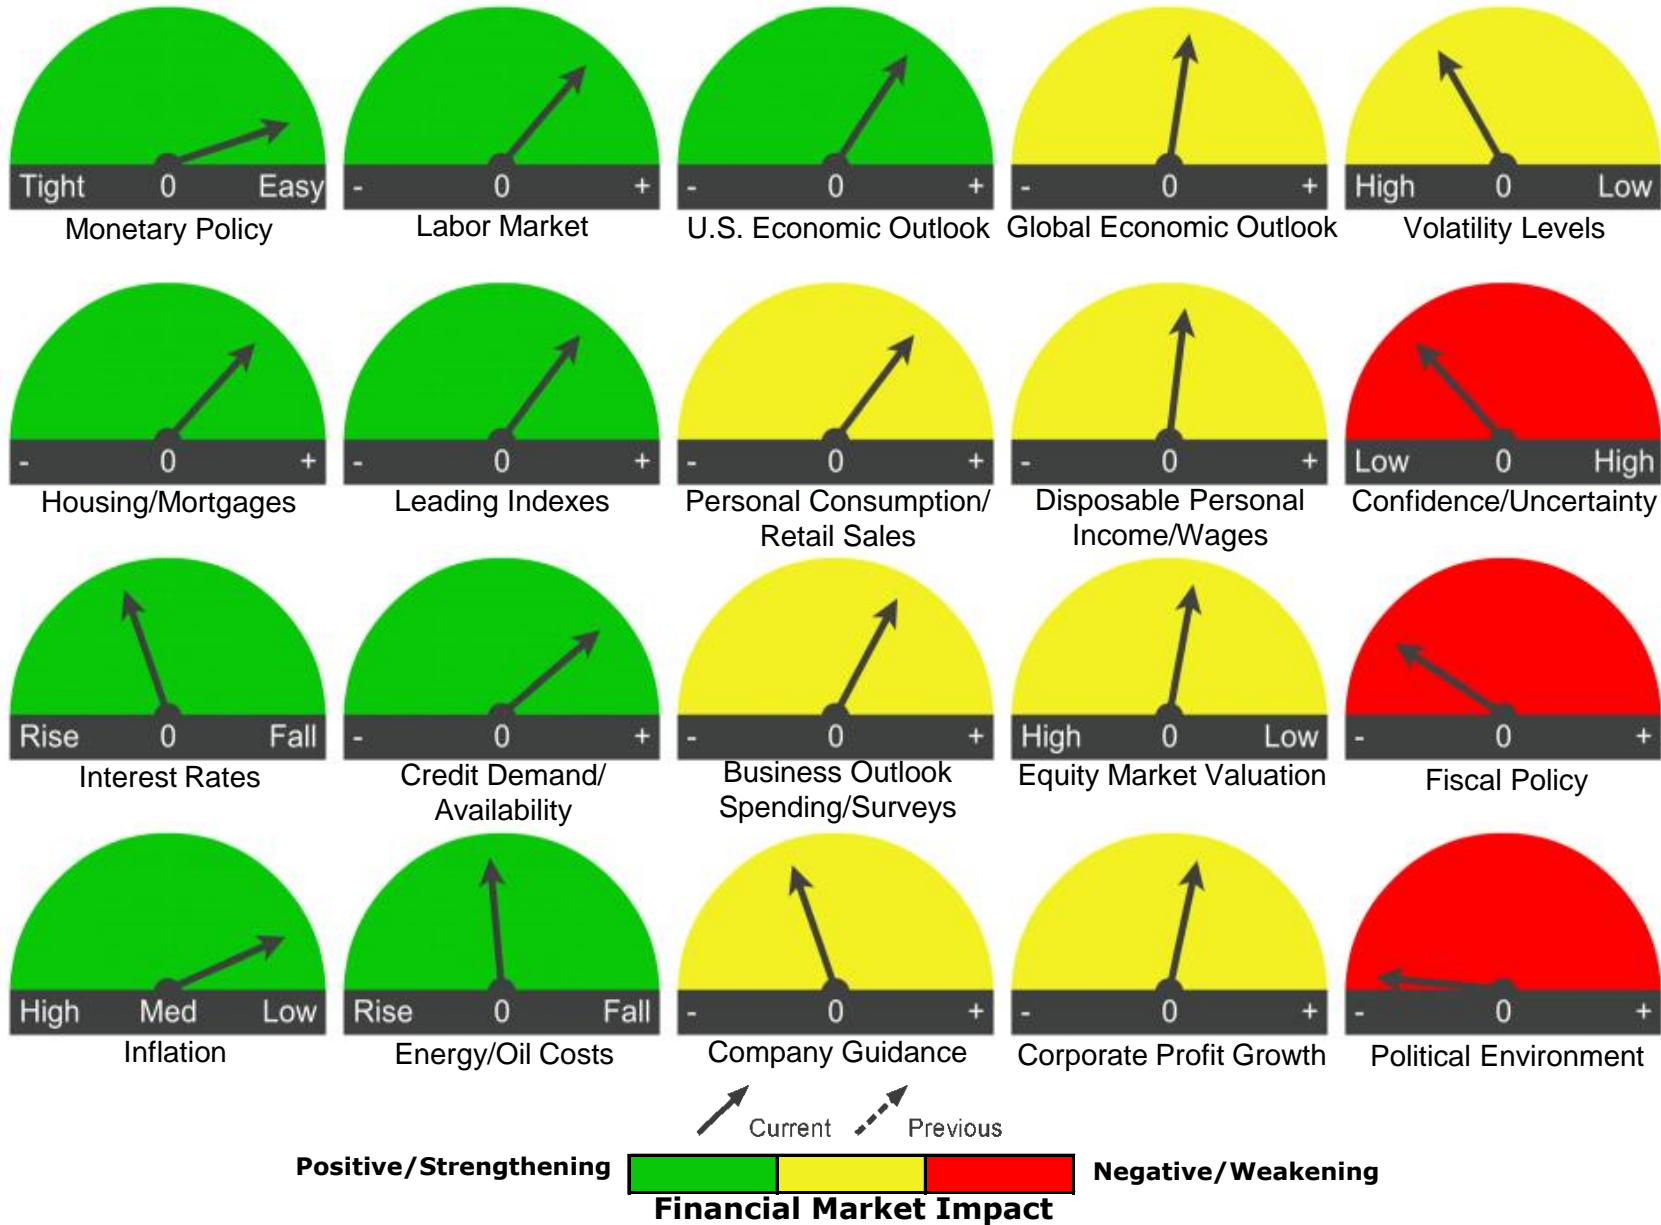 Tight 0 Easy
- 0 +
- 0 +
- 0 +
High 0 Low
Monetary Policy
Labor Market
U.S. Economic Outlook
Global Economic Outlook
Volatility Levels
- 0 +
- 0 +
- 0 +
- 0 +
Low 0 High
Housing/Mortgages
Leading Indexes
Personal Consumption/
Retail Sales
Disposable Personal
Income/Wages
Confidence/Uncertainty
Rise 0 Fall
- 0 +
- 0 +
High 0 Low
- 0 +
Interest Rates
Credit Demand/
Availability
Business Outlook
Spending/Surveys
Equity Market Valuation
Fiscal Policy
High Med Low
Rise 0 Fall
- 0 +
- 0 +
- 0 +
Inflation
Energy/Oil Costs
Company Guidance
Corporate Profit Growth
Political Environment
Current
Previous
Positive/Strengthening
Negative/Weakening
Financial Market Impact